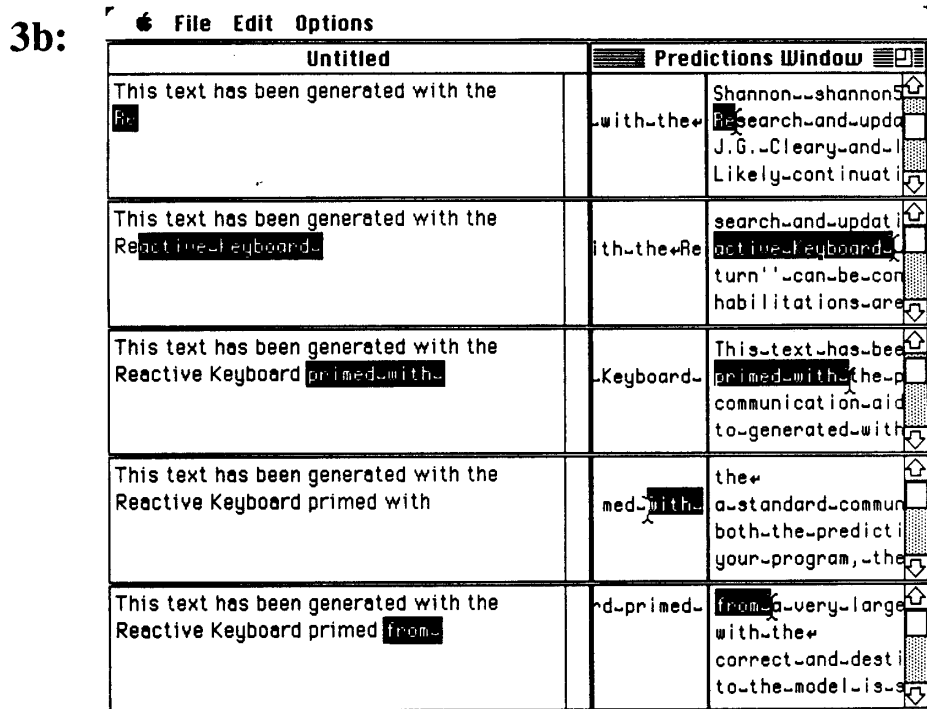 3b:
File Edit Options
Untitled
Predictions Window
This text has been generated with the
Re
⌣with⌣the↵
Shannon⌣⌣shannon5
Research⌣and⌣upda
J.G.⌣Cleary⌣and⌣I
Likely⌣continuati
This text has been generated with the
Reactive⌣Keyboard⌣
ith⌣the↵Re
search⌣and⌣updati
active⌣Keyboard⌣
turn''⌣can⌣be⌣con
habilitations⌣are
This text has been generated with the
Reactive Keyboard primed⌣with⌣
⌣Keyboard⌣
This⌣text⌣has⌣bee
primed⌣with⌣the⌣p
communication⌣aid
to⌣generated⌣with
This text has been generated with the
Reactive Keyboard primed with
med⌣with⌣
the↵
a⌣standard⌣commun
both⌣the⌣predicti
your⌣program,⌣the
This text has been generated with the
Reactive Keyboard primed from⌣
rd⌣primed⌣
from⌣a⌣very⌣large
with⌣the↵
correct⌣and⌣desti
to⌣the⌣model⌣is⌣s